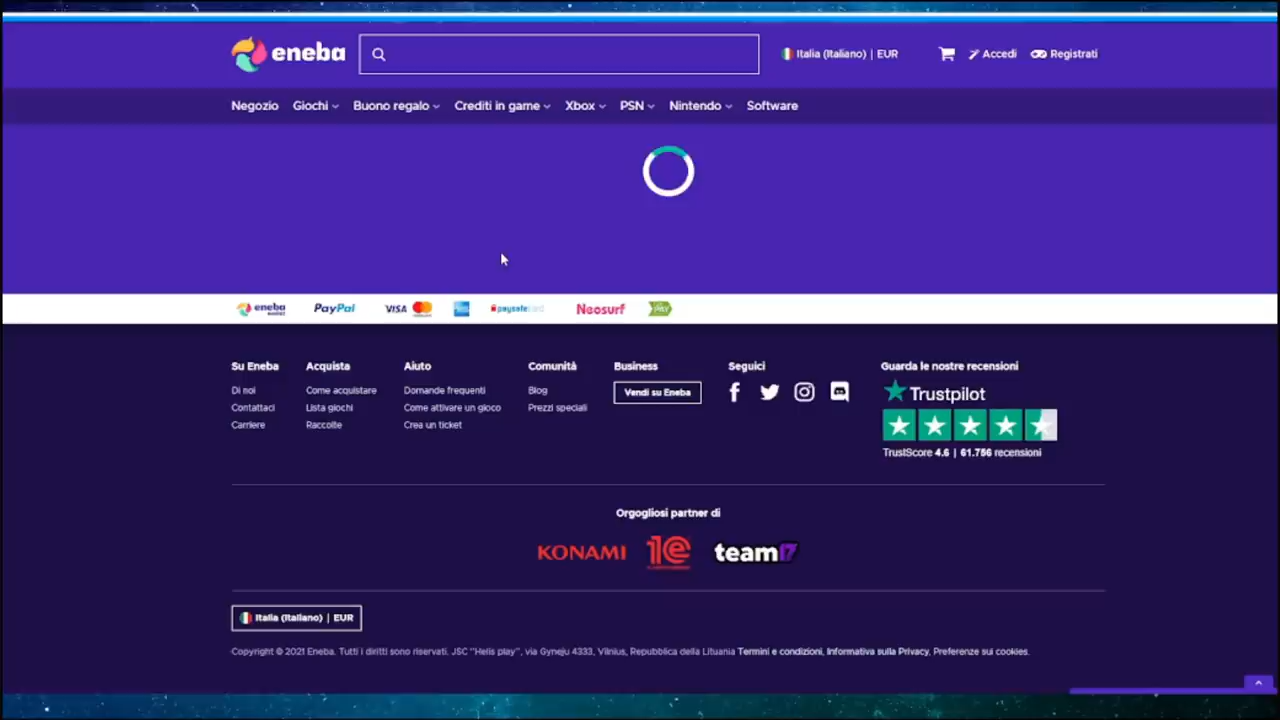 eneba
Italia (Italiano) | EUR
Accedi
Registrati
Negozio
Giochi
Buono regalo
Crediti in game
Xbox
PSN
Nintendo
Software
eneba
PayPal
VISA
paysafecard
Neosurf
Su Eneba
Di noi
Contattaci
Carriere
Acquista
Come acquistare
Lista giochi
Raccolte
Aiuto
Domande frequenti
Come attivare un gioco
Crea un ticket
Comunità
Blog
Prezzi speciali
Business
Vendi su Eneba
Seguici
Guarda le nostre recensioni
Trustpilot
TrustScore 4.6 | 61.756 recensioni
Orgogliosi partner di
KONAMI
team17
Italia (Italiano) | EUR
Copyright © 2021 Eneba. Tutti i diritti sono riservati. JSC "Helis play", via Gyneju 4333, Vilnius, Repubblica della Lituania Termini e condizioni, Informativa sulla Privacy, Preferenze sui cookies.